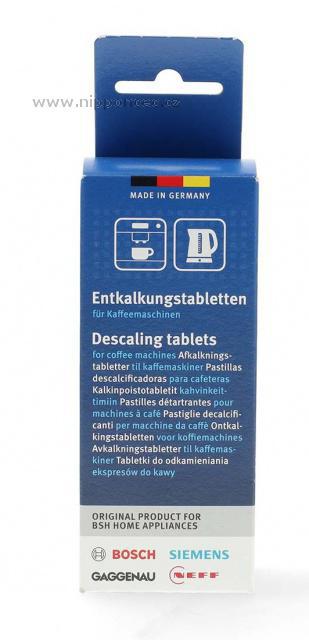 www.nipponcec.cz
MADE IN GERMANY
Entkalkungstabletten
für Kaffeemaschinen
Descaling tablets
for coffee machines Afkalknings-
tabletter til kaffemaskiner Pastillas
descalcificadoras para cafeteras
Kalkinpoistotabletit kahvinkeit-
timiin Pastilles détartrantes pour
machines à café Pastiglie decalcifi-
canti per macchine da caffè Ontkal-
kingstabletten voor koffiemachines
Avkalkningstabletter til kaffemas-
kiner Tabletki do odkamieniania
ekspresów do kawy
ORIGINAL PRODUCT FOR
BSH HOME APPLIANCES
BOSCH SIEMENS
GAGGENAU NEFF